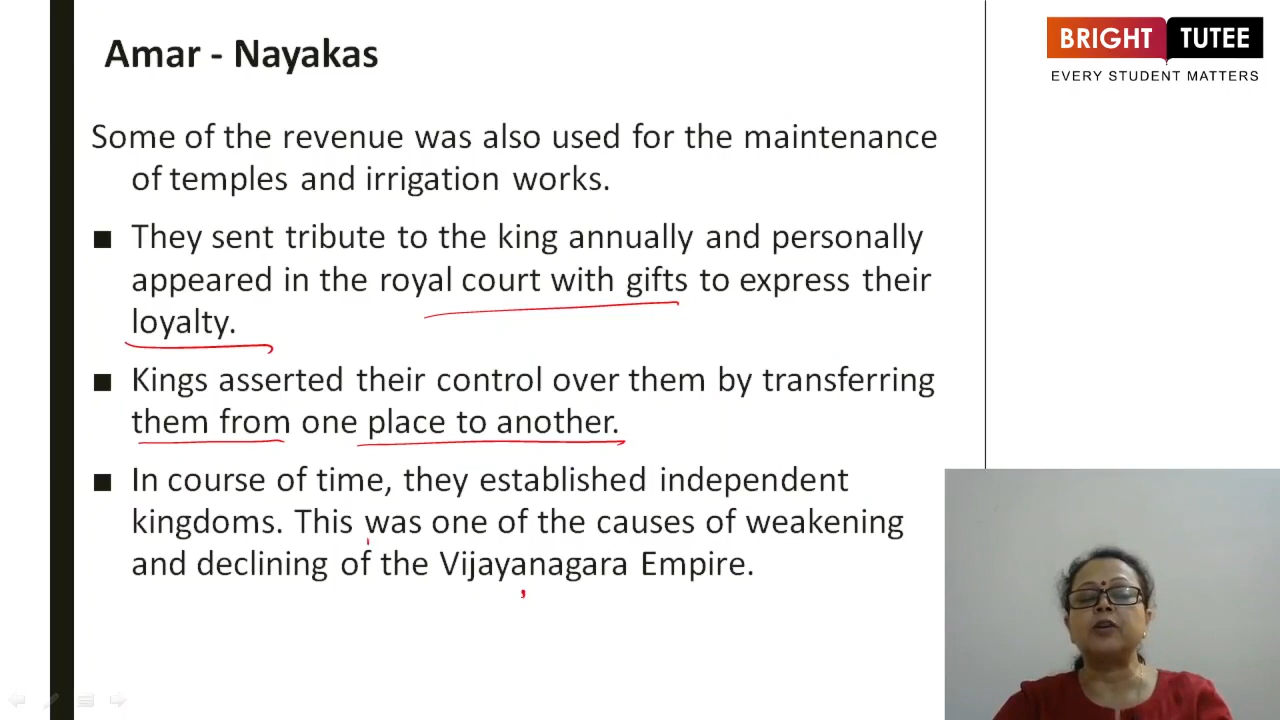 Amar - Nayakas
BRIGHT TUTEE
EVERY STUDENT MATTERS
Some of the revenue was also used for the maintenance
of temples and irrigation works.
■ They sent tribute to the king annually and personally
appeared in the royal court with gifts to express their
loyalty.
■ Kings asserted their control over them by transferring
them from one place to another.
■ In course of time, they established independent
kingdoms. This was one of the causes of weakening
and declining of the Vijayanagara Empire.